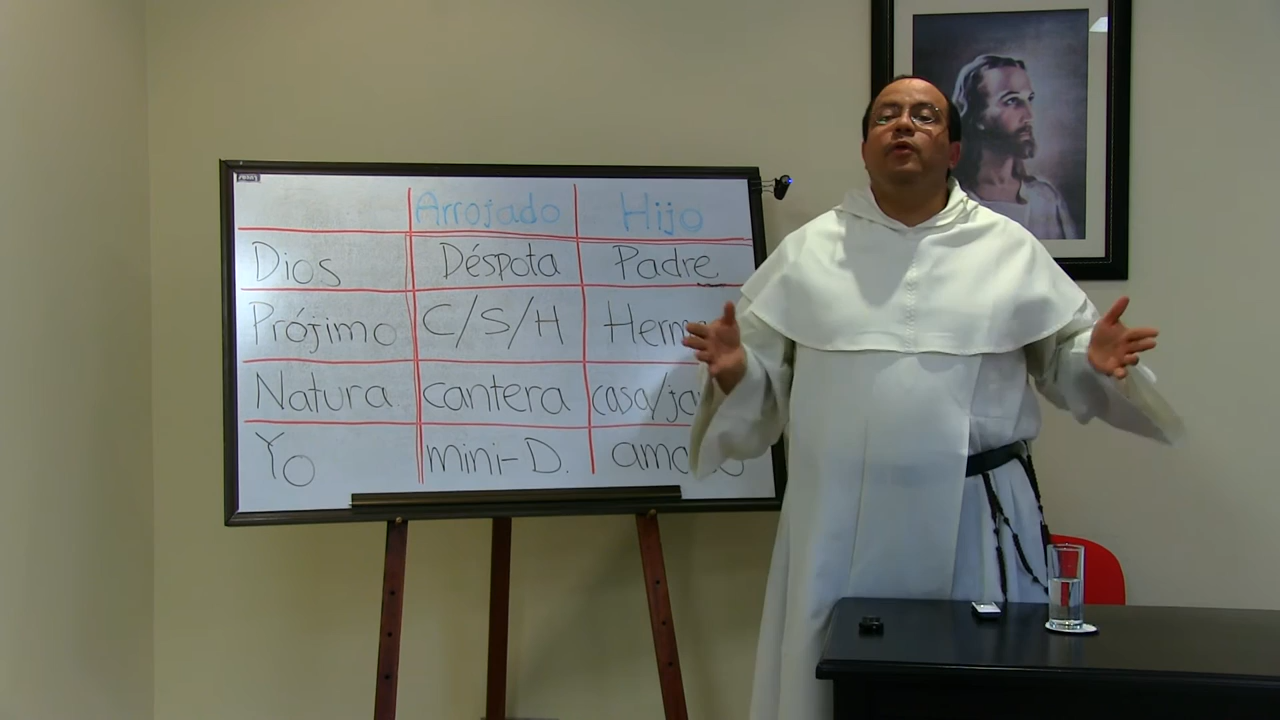 Arrojado Hijo
Dios Déspota Padre
Prójimo C/S/H
Natura cantera
Yo mini-D.